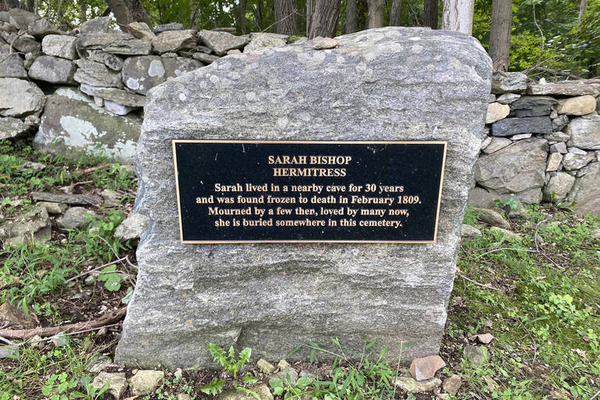 SARAH BISHOP
HERMITRESS
Sarah lived in a nearby cave for 30 years
and was found frozen to death in February 1809.
Mourned by a few then, loved by many now,
she is buried somewhere in this cemetery.